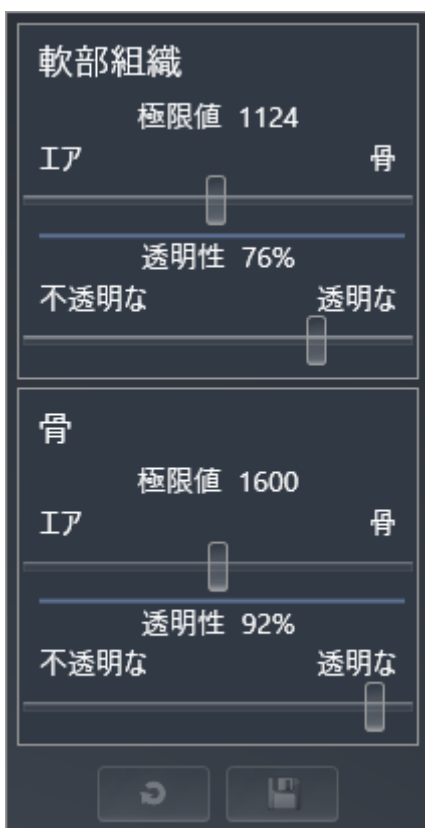 軟部組織
極限値 1124
エア 骨
透明性 76%
不透明な 透明な
骨
極限値 1600
エア 骨
透明性 92%
不透明な 透明な